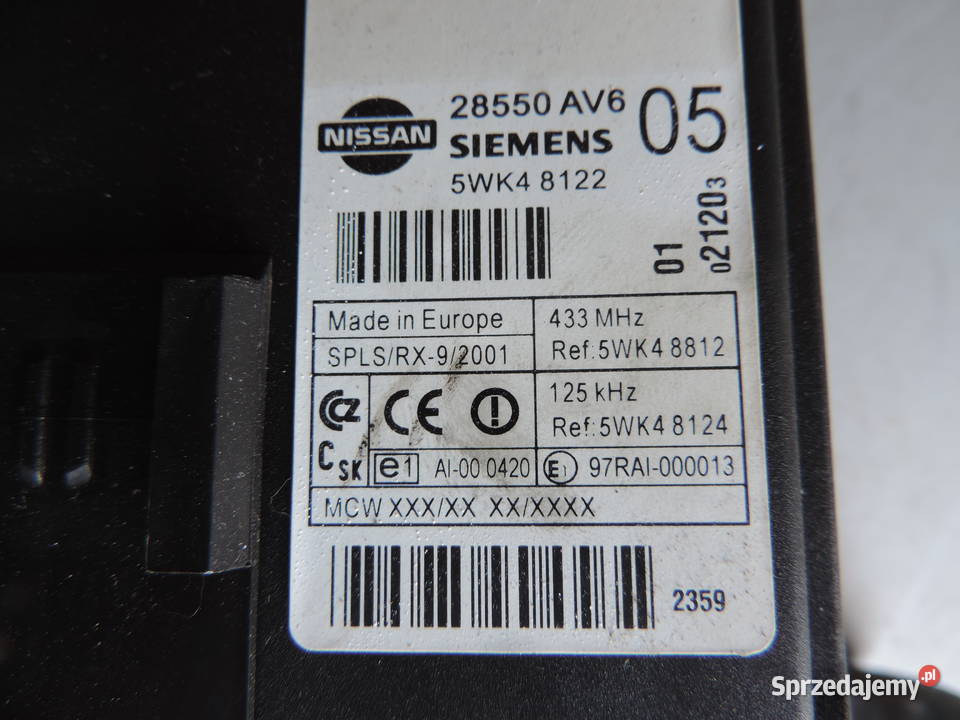 NISSAN
28550 AV6 05
SIEMENS
5WK4 8122
01
021203
Made in Europe
433 MHz
SPLS/RX-9/2001
Ref:5WK4 8812
125 kHz
Ref:5WK4 8124
CCZ
CSK
CE
e1 AI-00 0420
E1 97RAI-000013
MCW XXX/XX XX/XXXX
2359
Sprzedajemy.pl